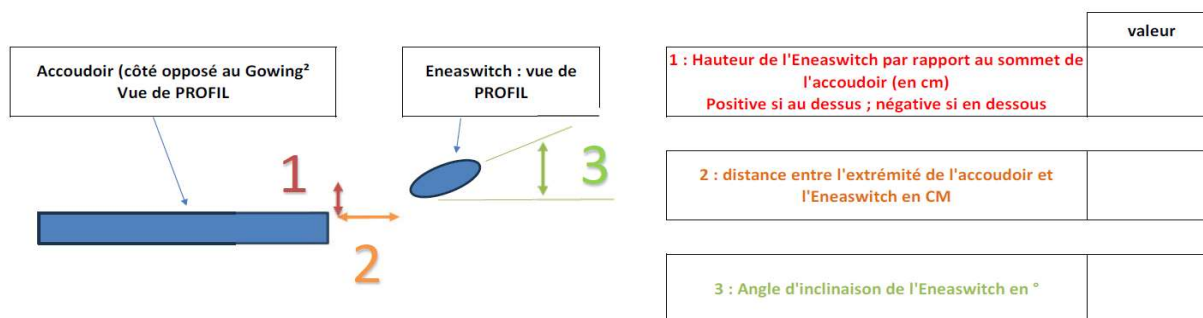 Accoudoir (côté opposé au Gowing²
Vue de PROFIL
Eneaswitch : vue de
PROFIL
1
2
3
valeur
1 : Hauteur de l'Eneaswitch par rapport au sommet de
l'accoudoir (en cm)
Positive si au dessus ; négative si en dessous
2 : distance entre l'extrémité de l'accoudoir et
l'Eneaswitch en CM
3 : Angle d'inclinaison de l'Eneaswitch en °